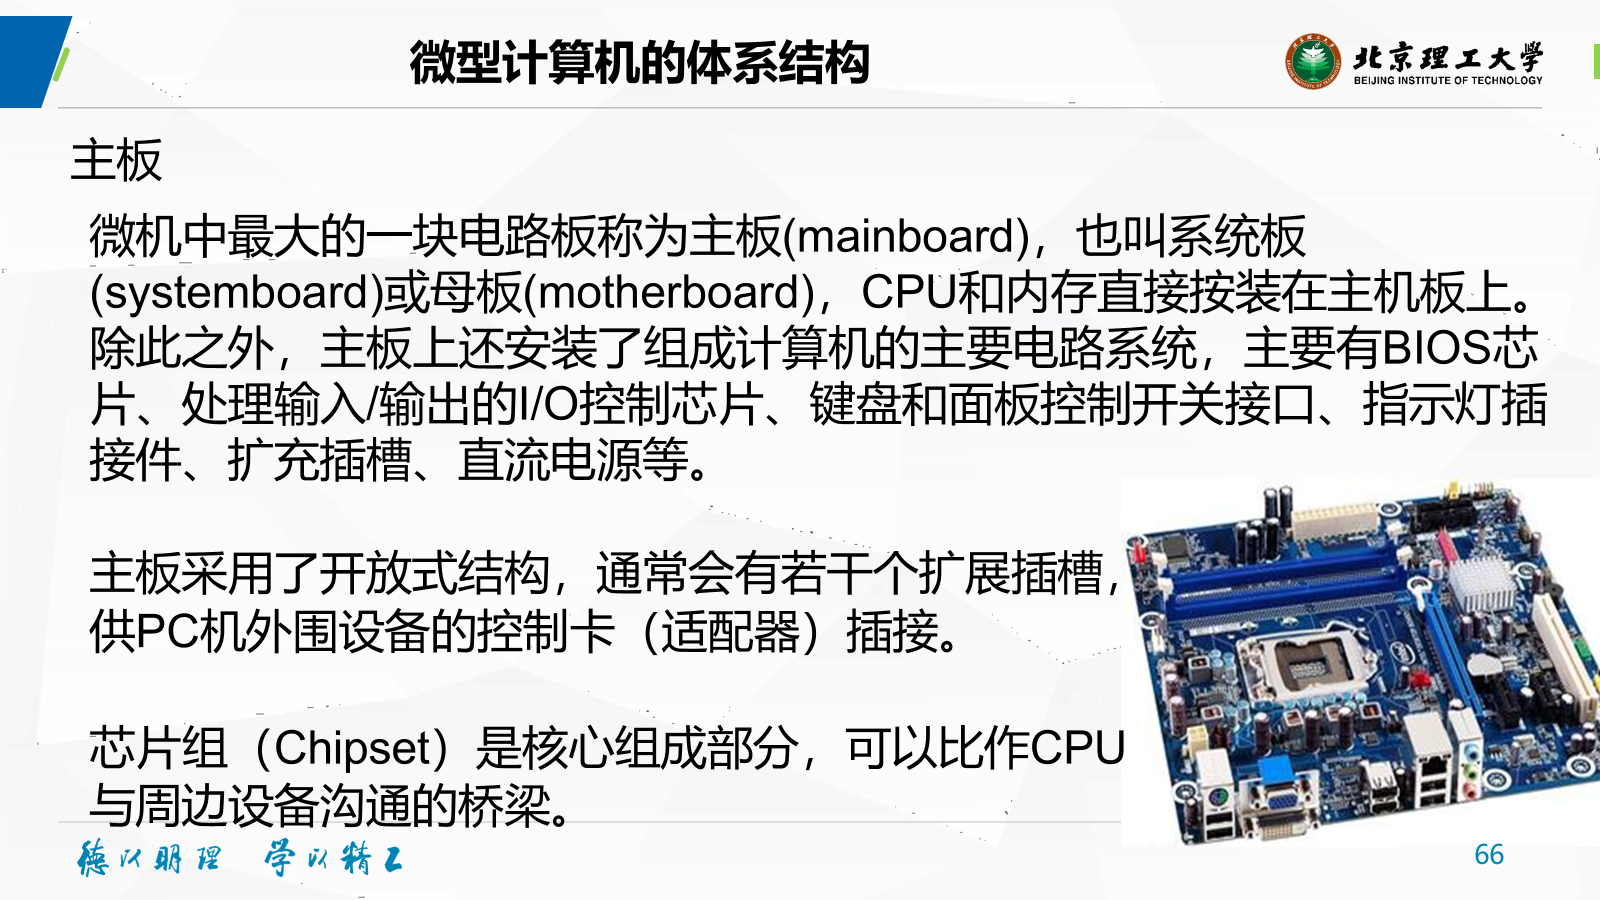 微型计算机的体系结构
北京理工大学
BEIJING INSTITUTE OF TECHNOLOGY
主板
微机中最大的一块电路板称为主板(mainboard)，也叫系统板
(systemboard)或母板(motherboard)，CPU和内存直接按装在主机板上。
除此之外，主板上还安装了组成计算机的主要电路系统，主要有BIOS芯
片、处理输入/输出的I/O控制芯片、键盘和面板控制开关接口、指示灯插
接件、扩充插槽、直流电源等。
主板采用了开放式结构，通常会有若干个扩展插槽，
供PC机外围设备的控制卡（适配器）插接。
芯片组（Chipset）是核心组成部分，可以比作CPU
与周边设备沟通的桥梁。
德以明理 学以精工
66